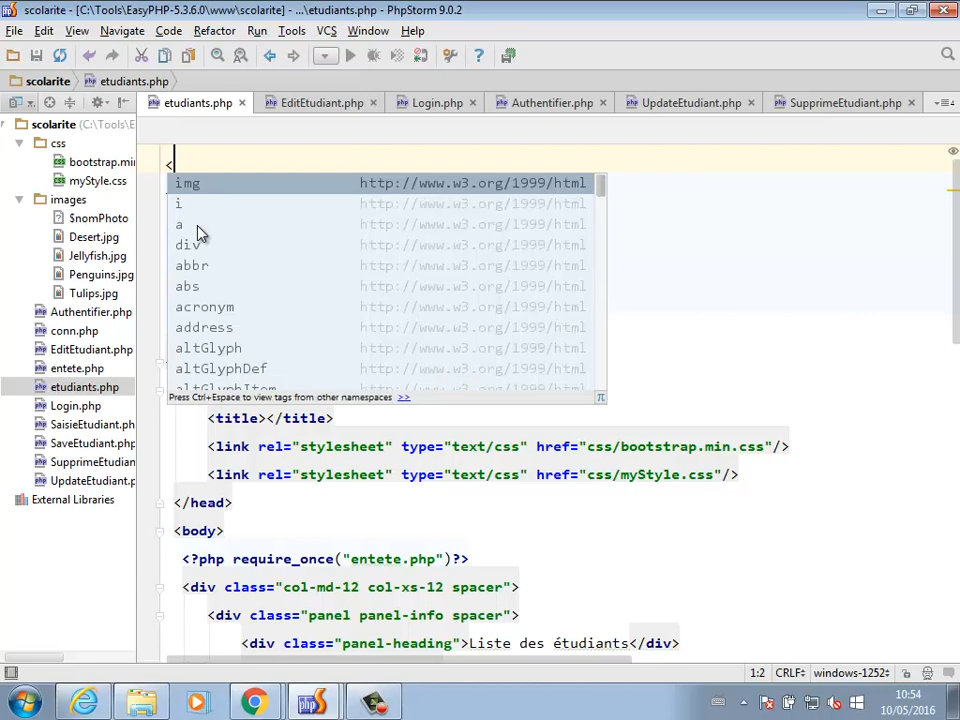 scolarite - [C:\Tools\EasyPHP-5.3.6.0\www\scolarite] - ...\etudiants.php - PhpStorm 9.0.2
File Edit View Navigate Code Refactor Run Tools VCS Window Help
scolarite etudiants.php
etudiants.php EditEtudiant.php Login.php Authentifier.php UpdateEtudiant.php SupprimeEtudiant.php
scolarite (C:\Tools\E
<
css
img http://www.w3.org/1999/html
bootstrap.min
i http://www.w3.org/1999/html
myStyle.css
a http://www.w3.org/1999/html
images
div http://www.w3.org/1999/html
$nomPhoto
abbr http://www.w3.org/1999/html
Desert.jpg
abs http://www.w3.org/1999/html
Jellyfish.jpg
acronym http://www.w3.org/1999/html
Penguins.jpg
address http://www.w3.org/1999/html
Tulips.jpg
altGlyph http://www.w3.org/1999/html
Authentifier.php
altGlyphDef http://www.w3.org/1999/html
conn.php
altGlyphItem http://www.w3.org/1999/html
EditEtudiant.php
Press Ctrl+Espace to view tags from other namespaces >>
entete.php
etudiants.php
Login.php
SaisieEtudiant.php
SaveEtudiant.php
SupprimeEtudian
UpdateEtudiant.p
External Libraries
<title></title>
<link rel="stylesheet" type="text/css" href="css/bootstrap.min.css"/>
<link rel="stylesheet" type="text/css" href="css/myStyle.css"/>
</head>
<body>
<?php require_once("entete.php")?>
<div class="col-md-12 col-xs-12 spacer">
<div class="panel panel-info spacer">
<div class="panel-heading">Liste des étudiants</div>
1:2 CRLF windows-1252
10:54
10/05/2016